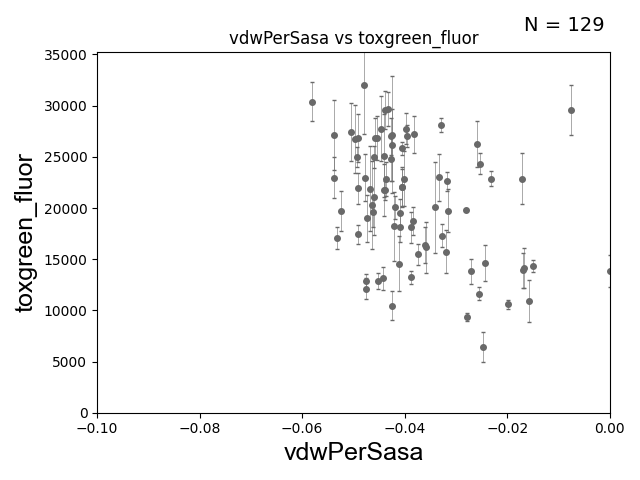 N = 129
vdwPerSasa vs toxgreen_fluor
35000
30000
25000
20000
15000
10000
5000
0
toxgreen_fluor
−0.10 −0.08 −0.06 −0.04 −0.02 0.00
vdwPerSasa